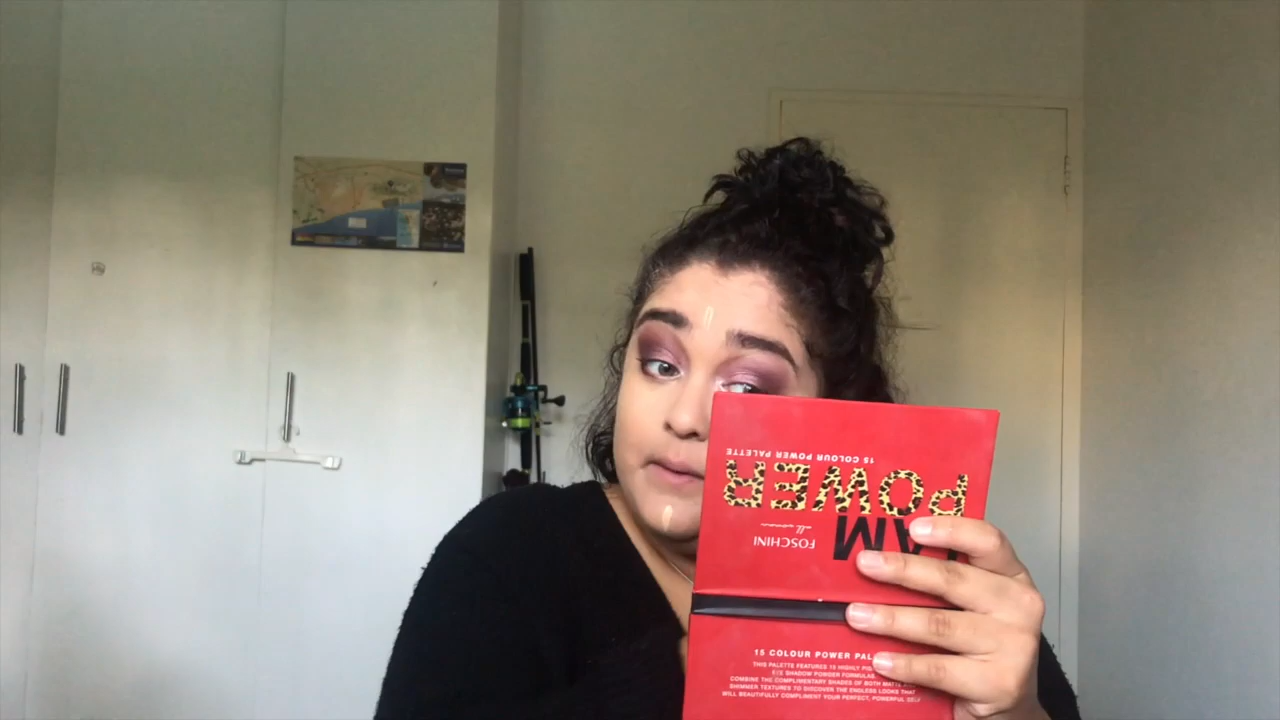 I AM
POWER
15 COLOUR POWER PALETTE
FOSCHINI
all woman
15 COLOUR POWER PAL
THIS PALETTE FEATURES 15 HIGHLY
EYE SHADOW POWDER FORMULAS
COMBINE THE COMPLIMENTARY SHADES OF BOTH MATTE
SHIMMER TEXTURES TO DISCOVER THE ENDLESS LOOKS THAT
WILL BEAUTIFULLY COMPLIMENT YOUR PERFECT, POWERFUL SELF